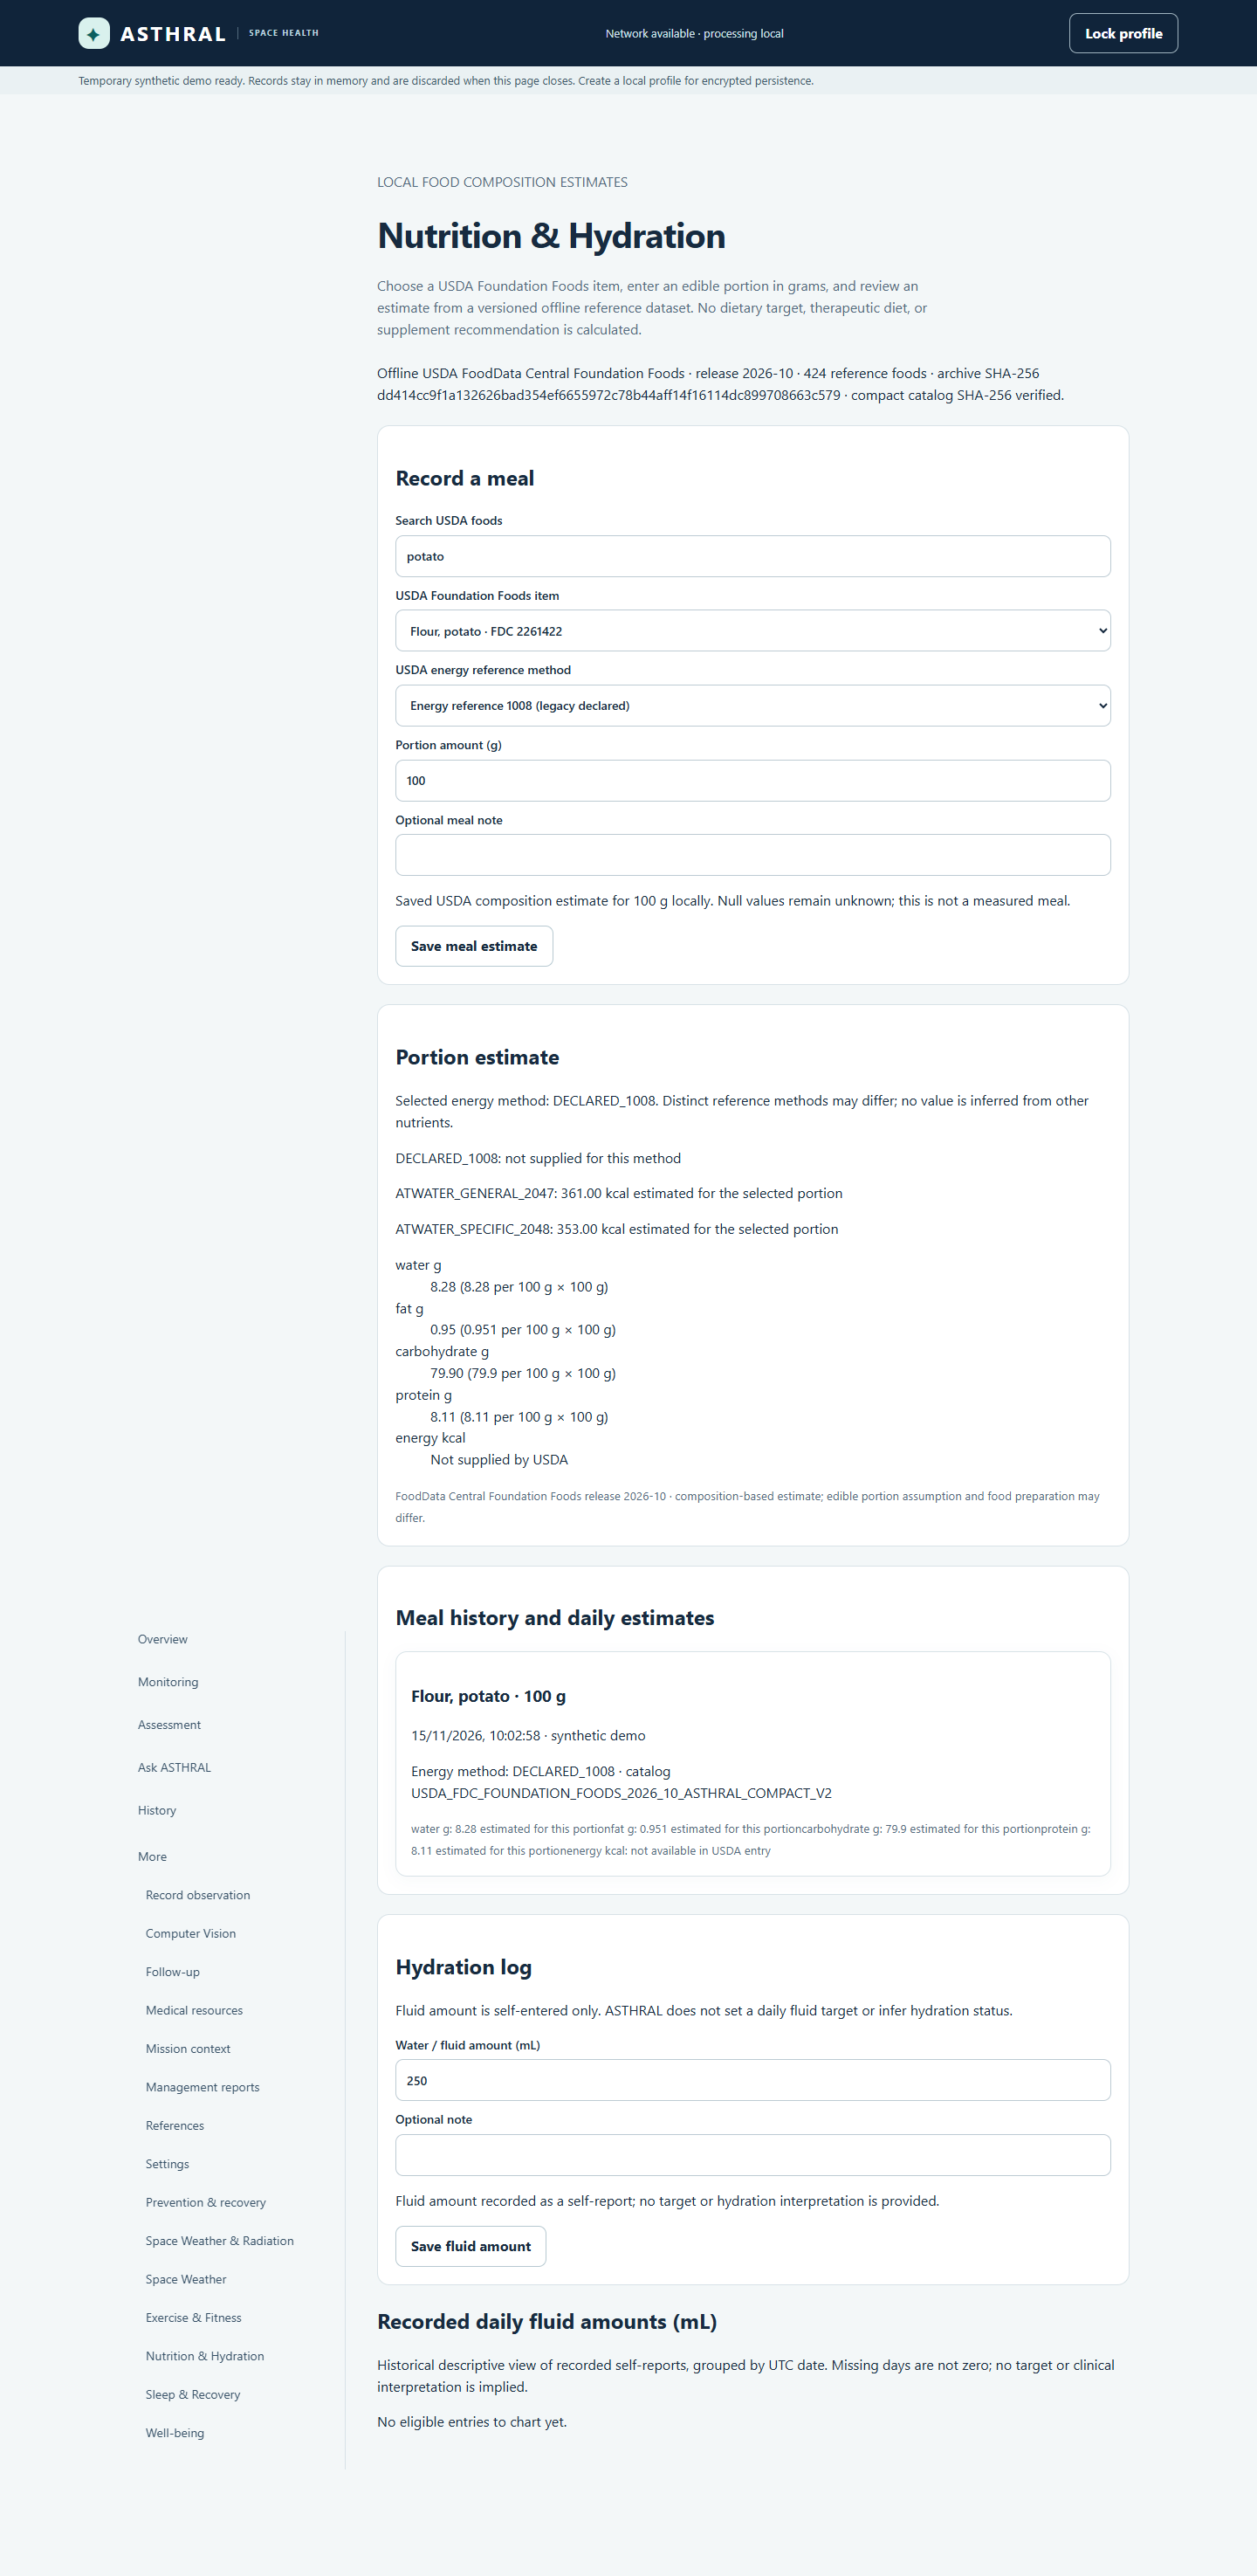 ASTHRAL
SPACE HEALTH
Network available · processing local
Lock profile
Temporary synthetic demo ready. Records stay in memory and are discarded when this page closes. Create a local profile for encrypted persistence.
LOCAL FOOD COMPOSITION ESTIMATES
Nutrition & Hydration
Choose a USDA Foundation Foods item, enter an edible portion in grams, and review an
estimate from a versioned offline reference dataset. No dietary target, therapeutic diet, or
supplement recommendation is calculated.
Offline USDA FoodData Central Foundation Foods · release 2026-10 · 424 reference foods · archive SHA-256
dd414cc9f1a132626bad354ef6655972c78b44aff14f16114dc899708663c579 · compact catalog SHA-256 verified.
Record a meal
Search USDA foods
potato
USDA Foundation Foods item
Flour, potato · FDC 2261422
USDA energy reference method
Energy reference 1008 (legacy declared)
Portion amount (g)
100
Optional meal note
Saved USDA composition estimate for 100 g locally. Null values remain unknown; this is not a measured meal.
Save meal estimate
Portion estimate
Selected energy method: DECLARED_1008. Distinct reference methods may differ; no value is inferred from other
nutrients.
DECLARED_1008: not supplied for this method
ATWATER_GENERAL_2047: 361.00 kcal estimated for the selected portion
ATWATER_SPECIFIC_2048: 353.00 kcal estimated for the selected portion
water g
8.28 (8.28 per 100 g × 100 g)
fat g
0.95 (0.951 per 100 g × 100 g)
carbohydrate g
79.90 (79.9 per 100 g × 100 g)
protein g
8.11 (8.11 per 100 g × 100 g)
energy kcal
Not supplied by USDA
FoodData Central Foundation Foods release 2026-10 · composition-based estimate; edible portion assumption and food preparation may
differ.
Meal history and daily estimates
Flour, potato · 100 g
15/11/2026, 10:02:58 · synthetic demo
Energy method: DECLARED_1008 · catalog
USDA_FDC_FOUNDATION_FOODS_2026_10_ASTHRAL_COMPACT_V2
water g: 8.28 estimated for this portionfat g: 0.951 estimated for this portioncarbohydrate g: 79.9 estimated for this portionprotein g:
8.11 estimated for this portionenergy kcal: not available in USDA entry
Hydration log
Fluid amount is self-entered only. ASTHRAL does not set a daily fluid target or infer hydration status.
Water / fluid amount (mL)
250
Optional note
Fluid amount recorded as a self-report; no target or hydration interpretation is provided.
Save fluid amount
Recorded daily fluid amounts (mL)
Historical descriptive view of recorded self-reports, grouped by UTC date. Missing days are not zero; no target or clinical
interpretation is implied.
No eligible entries to chart yet.
Overview
Monitoring
Assessment
Ask ASTHRAL
History
More
Record observation
Computer Vision
Follow-up
Medical resources
Mission context
Management reports
References
Settings
Prevention & recovery
Space Weather & Radiation
Space Weather
Exercise & Fitness
Nutrition & Hydration
Sleep & Recovery
Well-being